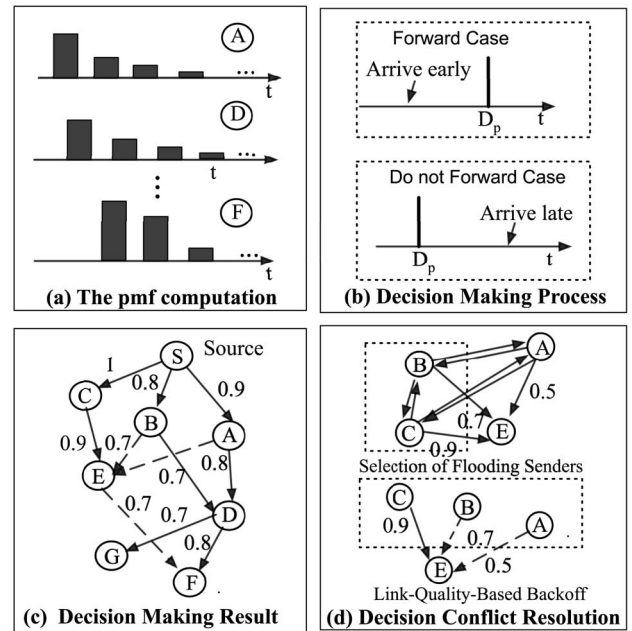 A
...
t
D
...
t
F
...
t
(a) The pmf computation
Forward Case
Arrive early
D_p
t
Do not Forward Case
Arrive late
D_p
t
(b) Decision Making Process
S
Source
1
0.8
0.9
C
B
A
0.9
0.7
0.8
E
0.7
0.7
D
0.7
0.8
G
F
(c) Decision Making Result
A
B
0.5
0.7
C
E
0.9
Selection of Flooding Senders
C
B
A
0.9
0.7
0.5
E
Link-Quality-Based Backoff
(d) Decision Conflict Resolution